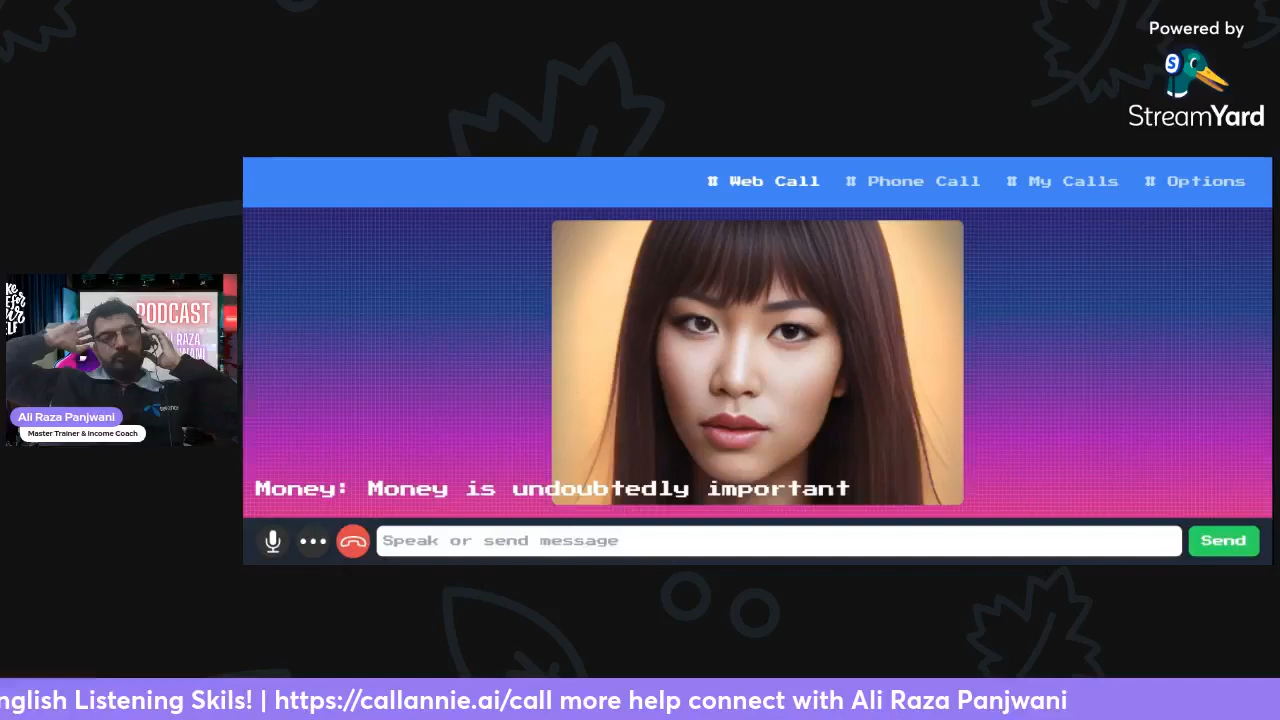 Powered by
StreamYard
# Web Call # Phone Call # My Calls # Options
PODCAST
ALI RAZA
Ali Raza Panjwani
Master Trainer & Income Coach
Money: Money is undoubtedly important
Speak or send message
Send
nglish Listening Skils! | https://callannie.ai/call more help connect with Ali Raza Panjwani